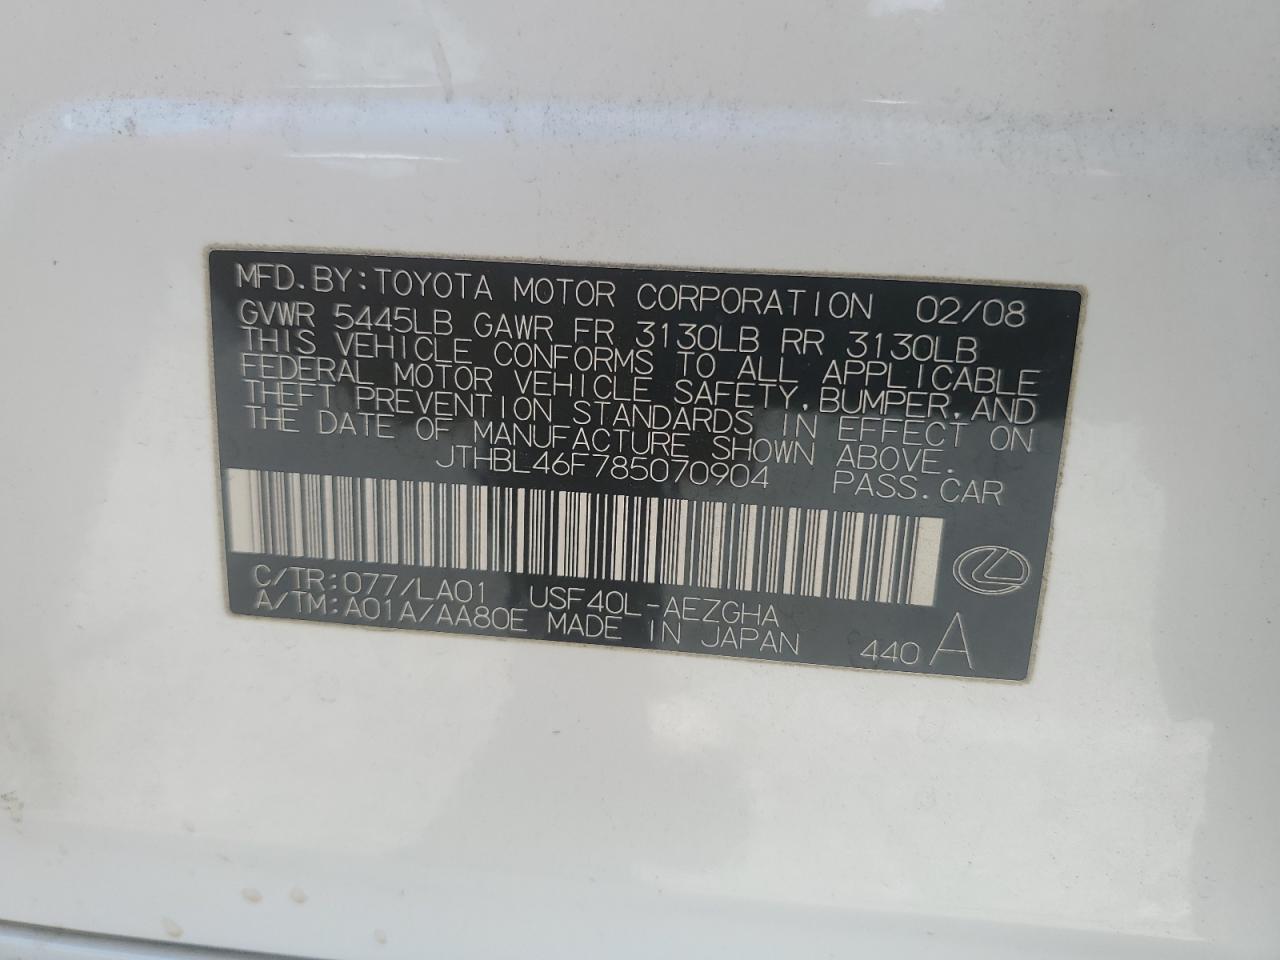 MFD.BY:TOYOTA MOTOR CORPORATION 02/08
GVWR 5445LB GAWR FR 3130LB RR 3130LB
THIS VEHICLE CONFORMS TO ALL APPLICABLE
FEDERAL MOTOR VEHICLE SAFETY,BUMPER,AND
THEFT PREVENTION STANDARDS IN EFFECT ON
THE DATE OF MANUFACTURE SHOWN ABOVE.
JTHBL46F785070904 PASS.CAR
C/TR:077/LA01 USF40L-AEZGHA
A/TM:A01A/AA80E MADE IN JAPAN 440 A